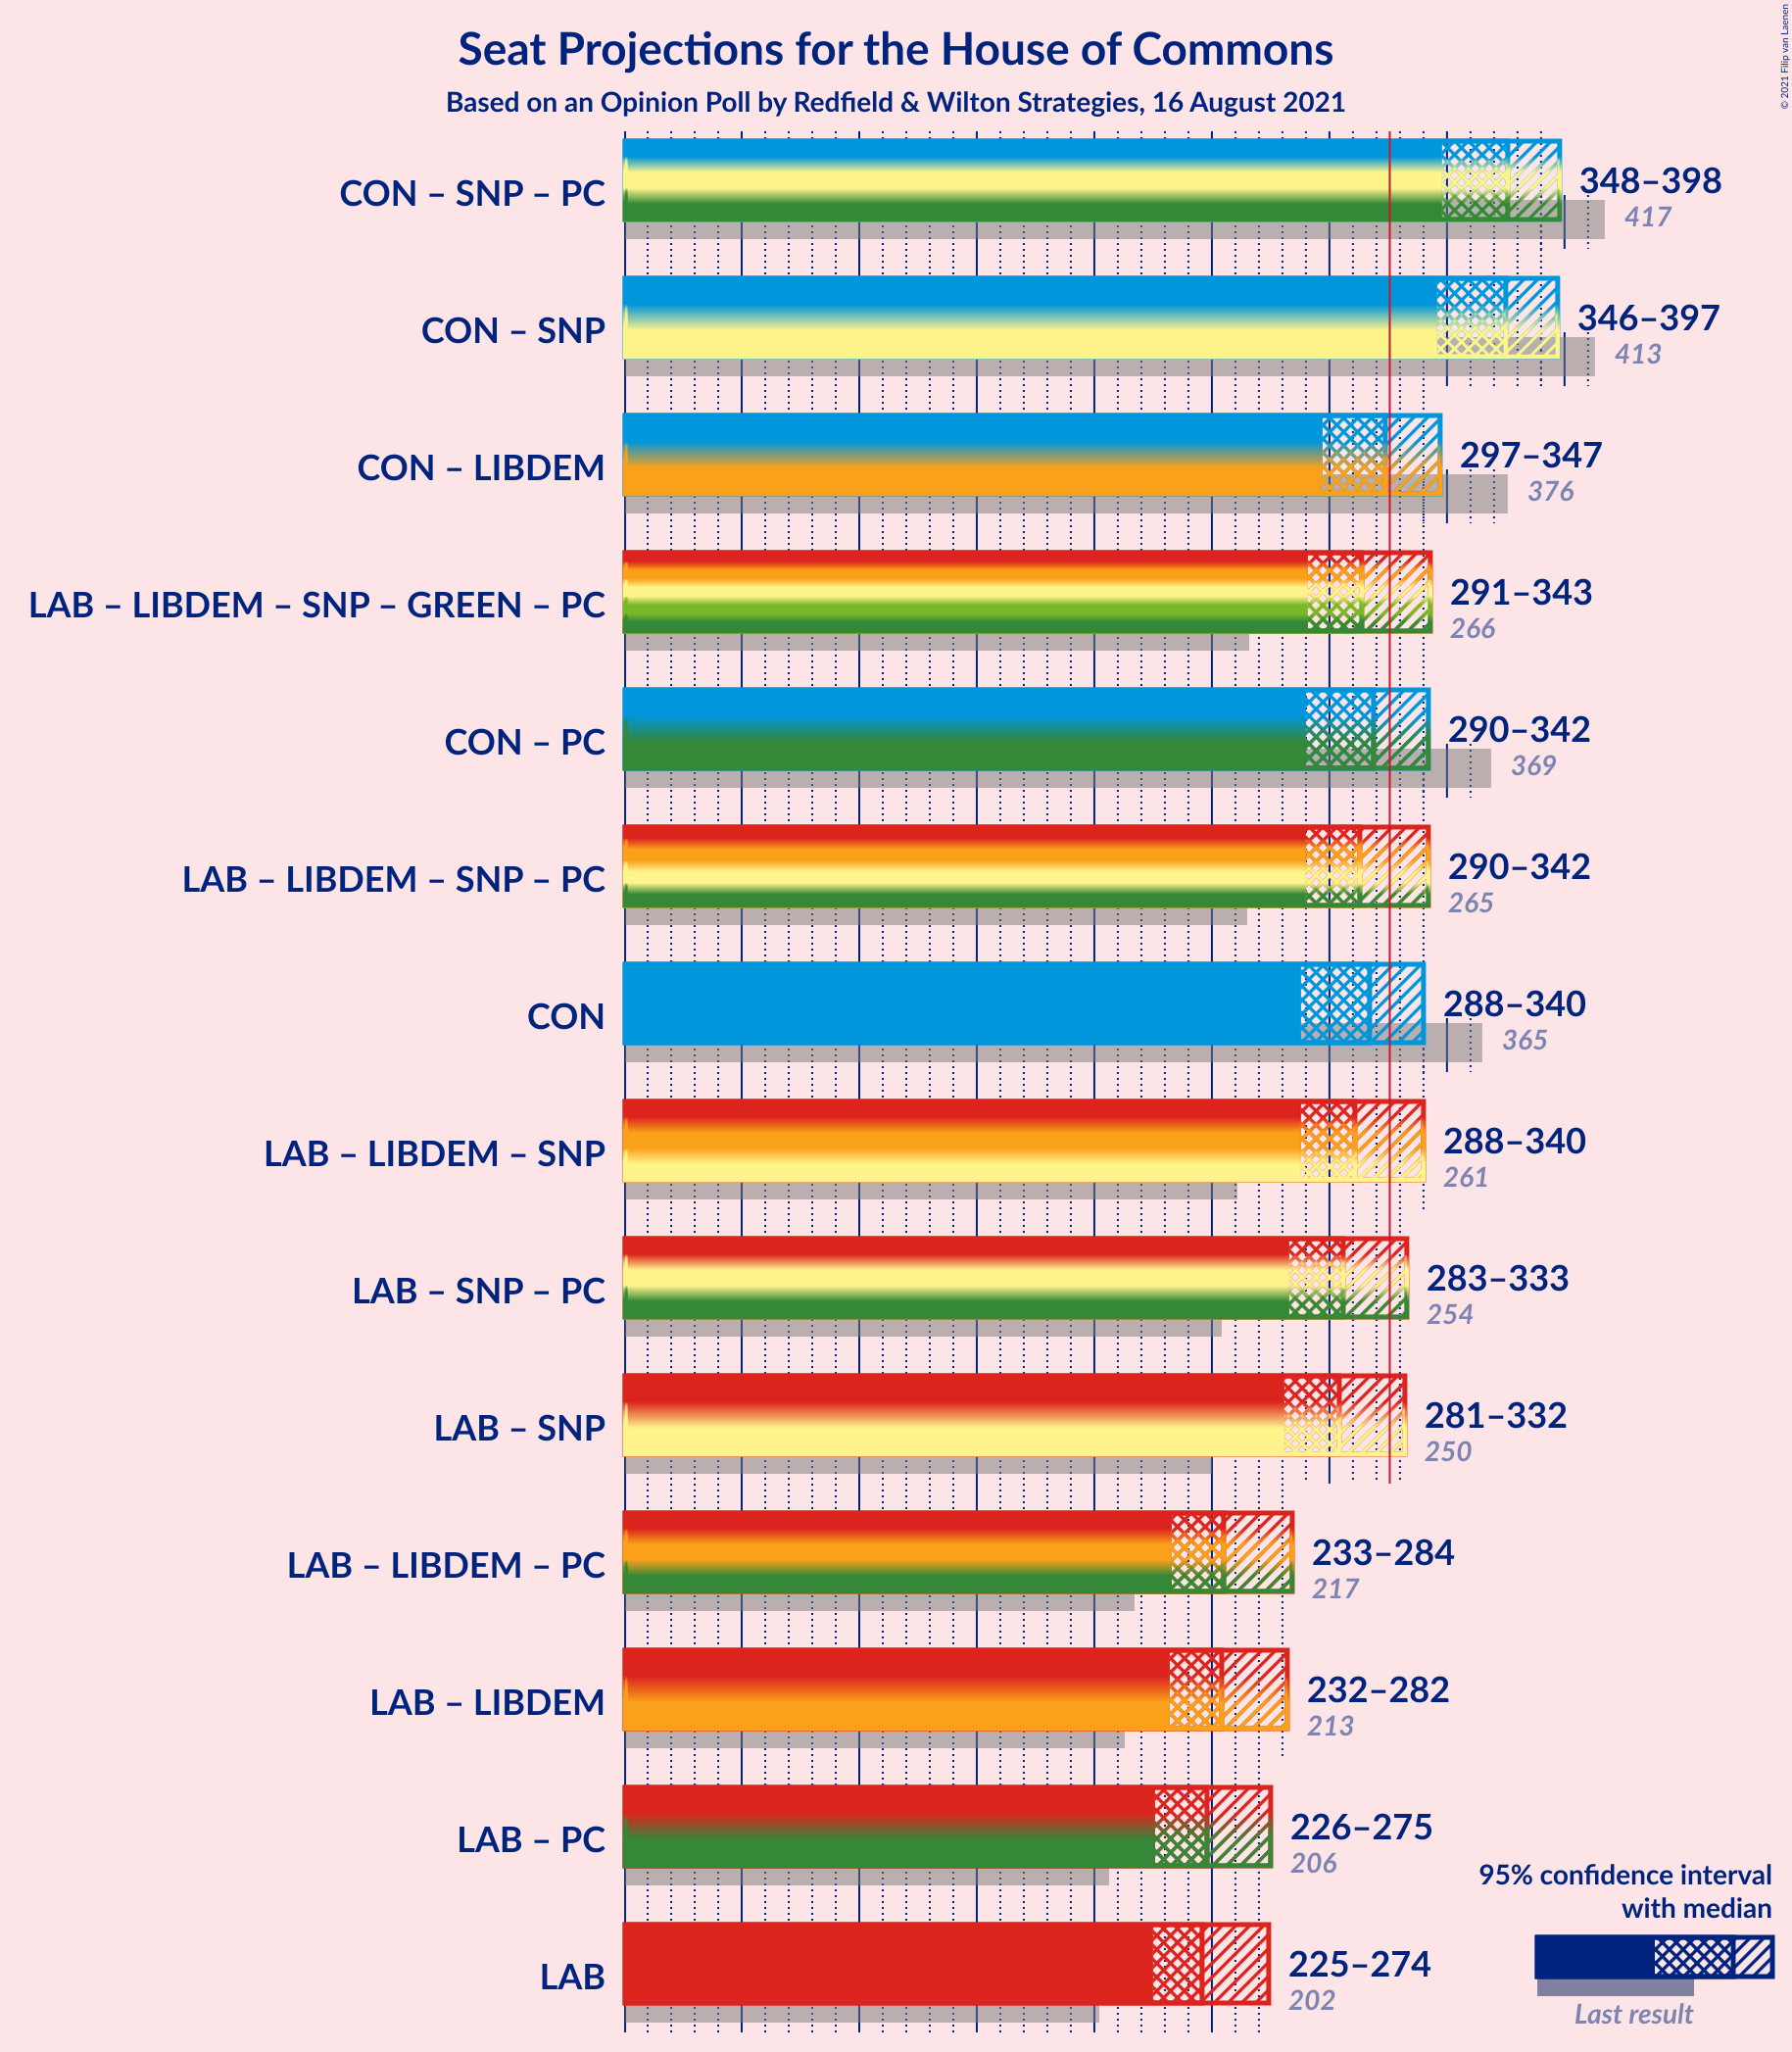 Seat Projections for the House of Commons
Based on an Opinion Poll by Redfield & Wilton Strategies, 16 August 2021
© 2021 Filip van Laenen
CON – SNP – PC
348–398
417
CON – SNP
346–397
413
CON – LIBDEM
297–347
376
LAB – LIBDEM – SNP – GREEN – PC
291–343
266
CON – PC
290–342
369
LAB – LIBDEM – SNP – PC
290–342
265
CON
288–340
365
LAB – LIBDEM – SNP
288–340
261
LAB – SNP – PC
283–333
254
LAB – SNP
281–332
250
LAB – LIBDEM – PC
233–284
217
LAB – LIBDEM
232–282
213
LAB – PC
226–275
206
LAB
225–274
202
95% confidence interval
with median
Last result